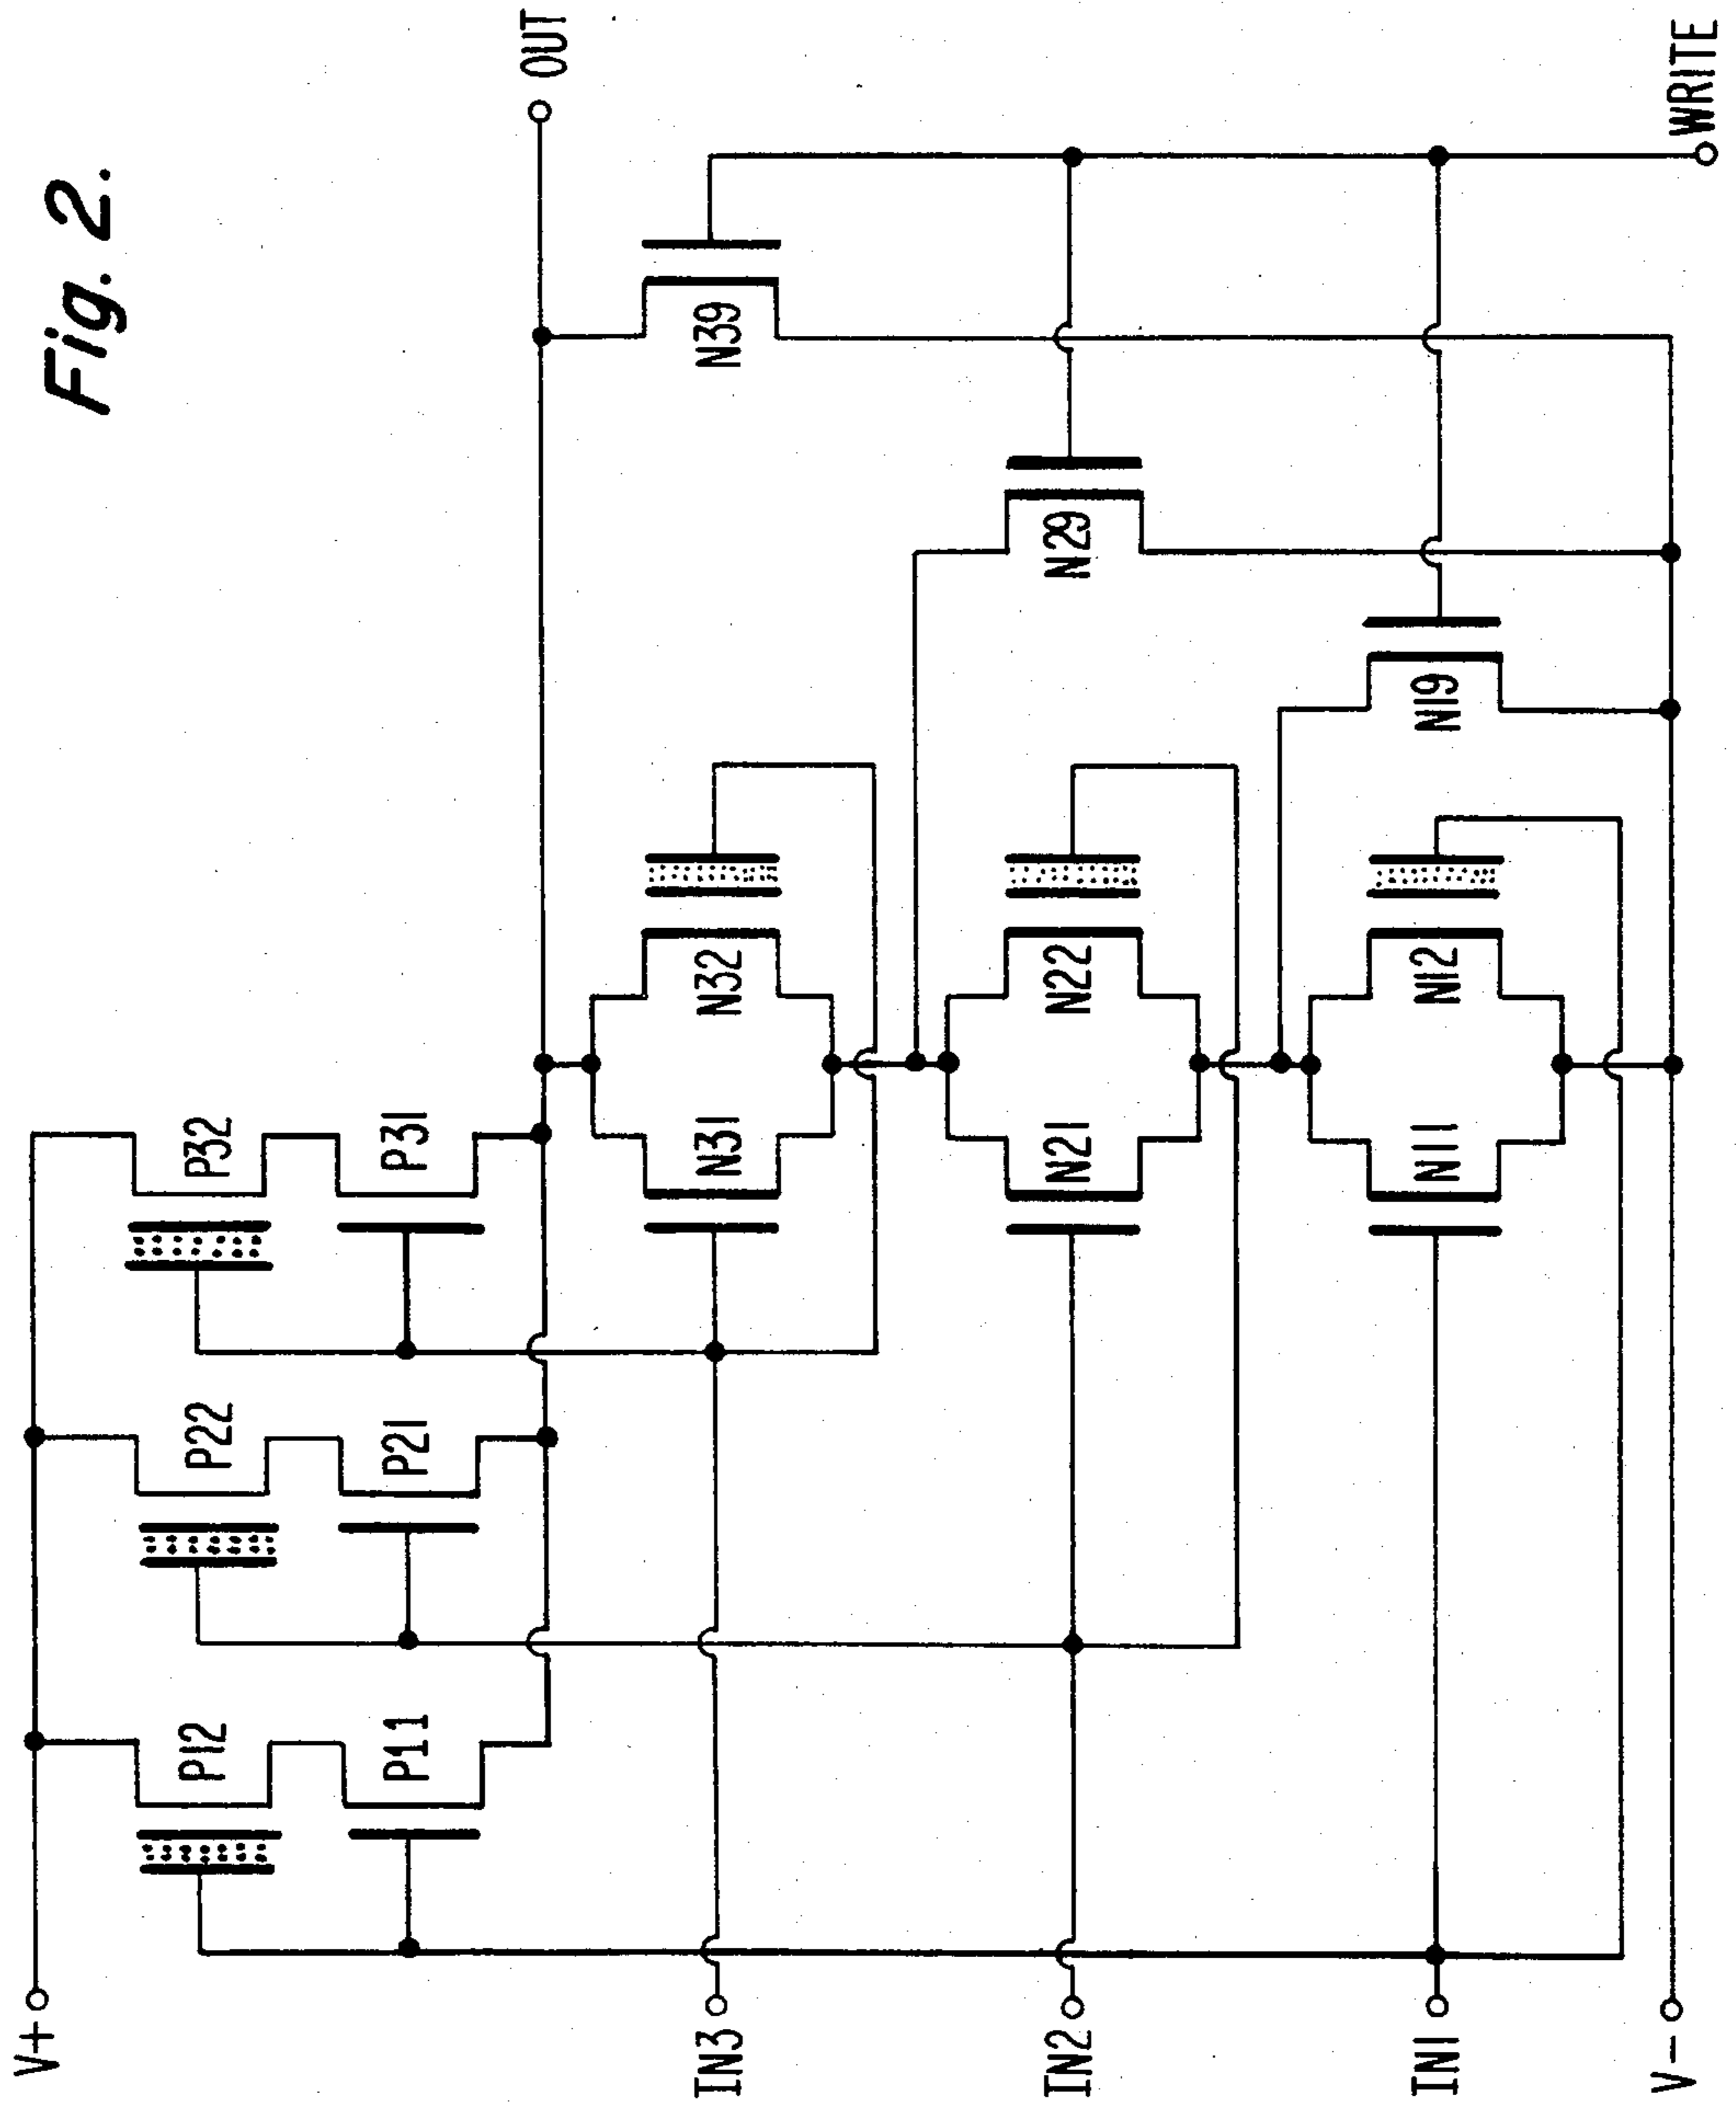 Fig. 2.
V+
P12
P22
P32
P11
P21
P31
OUT
IN3
N31
N32
N39
IN2
N21
N22
N29
IN1
N11
N12
N19
V-
WRITE